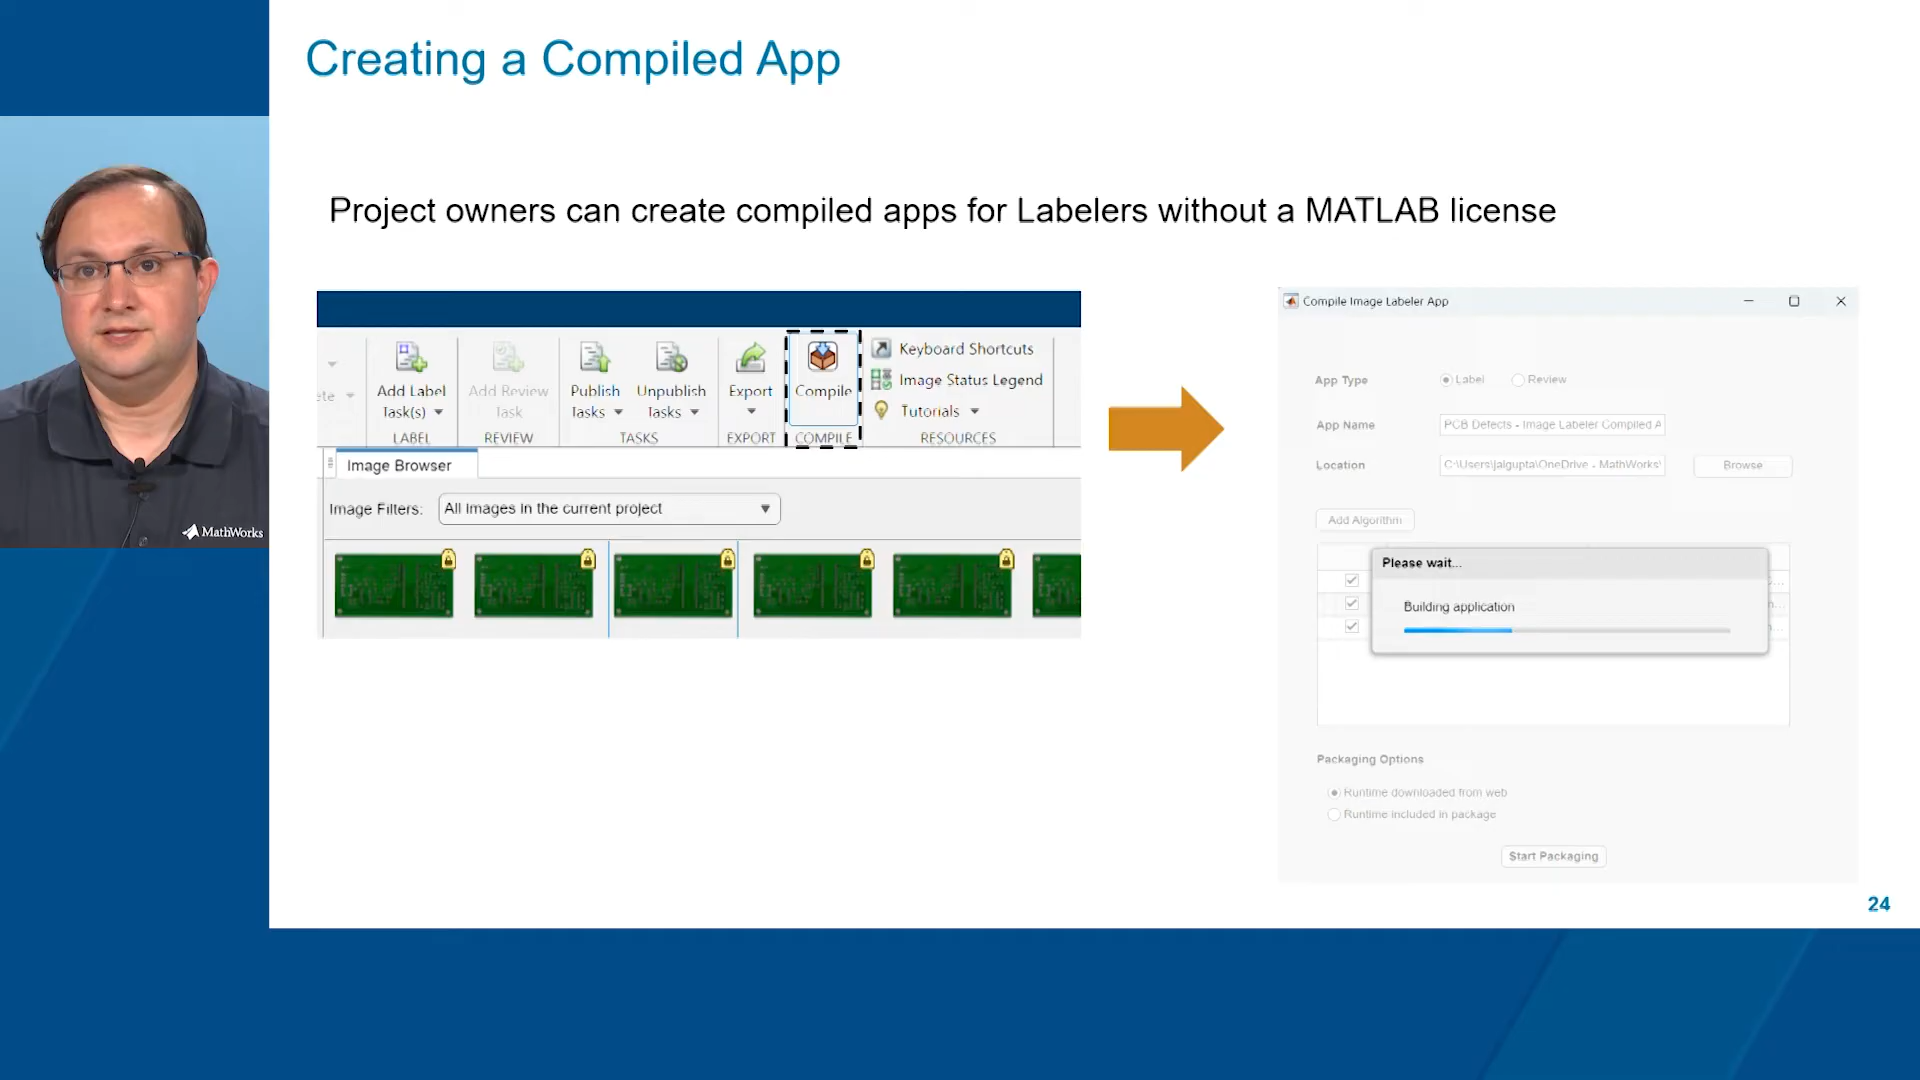 Creating a Compiled App
Project owners can create compiled apps for Labelers without a MATLAB license
MathWorks
Add Label
Task(s)
LABEL
Add Review
Task
REVIEW
Publish
Tasks
Unpublish
Tasks
TASKS
Export
EXPORT
Compile
COMPILE
Keyboard Shortcuts
Image Status Legend
Tutorials
RESOURCES
Image Browser
Image Filters: All images in the current project
Compile Image Labeler App
App Type Label Review
App Name PCB Defects - Image Labeler Compiled A
Location C:\Users\jalgupta\OneDrive - MathWorks\ Browse
Add Algorithm
Please wait...
Building application
Packaging Options
Runtime downloaded from web
Runtime included in package
Start Packaging
24